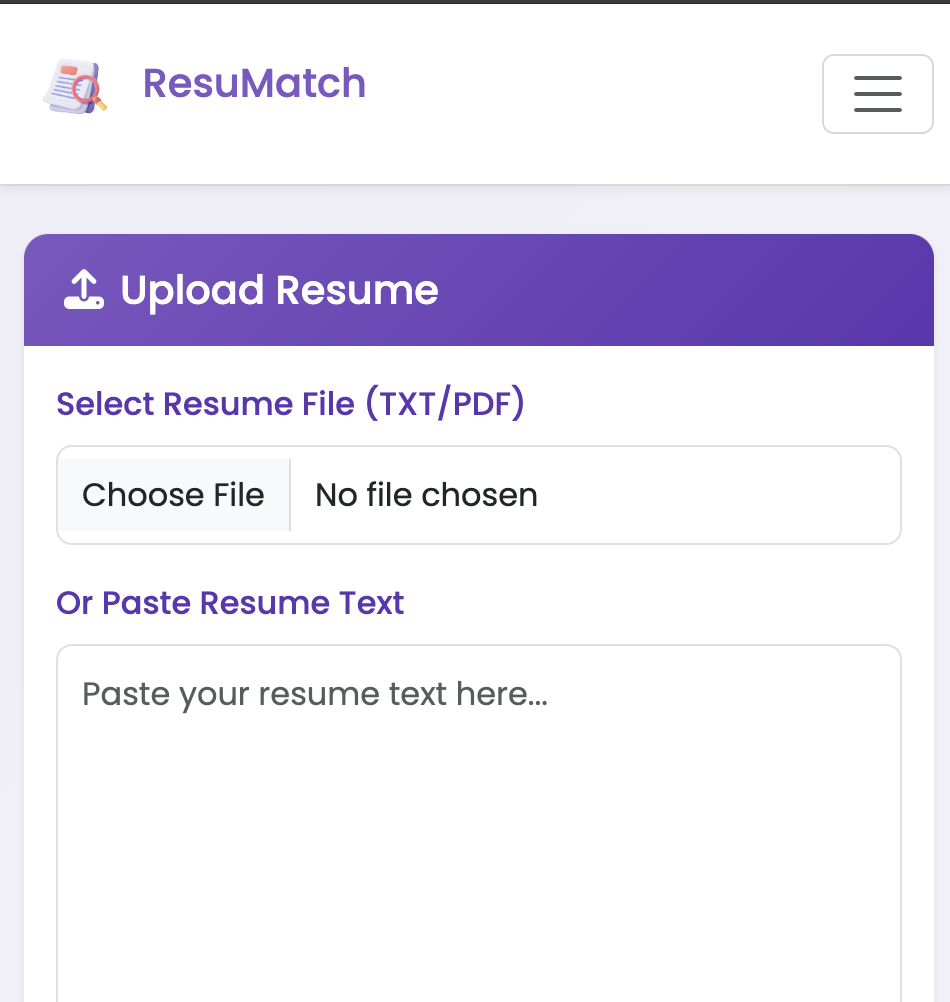 ResuMatch
Upload Resume
Select Resume File (TXT/PDF)
Choose File No file chosen
Or Paste Resume Text
Paste your resume text here...